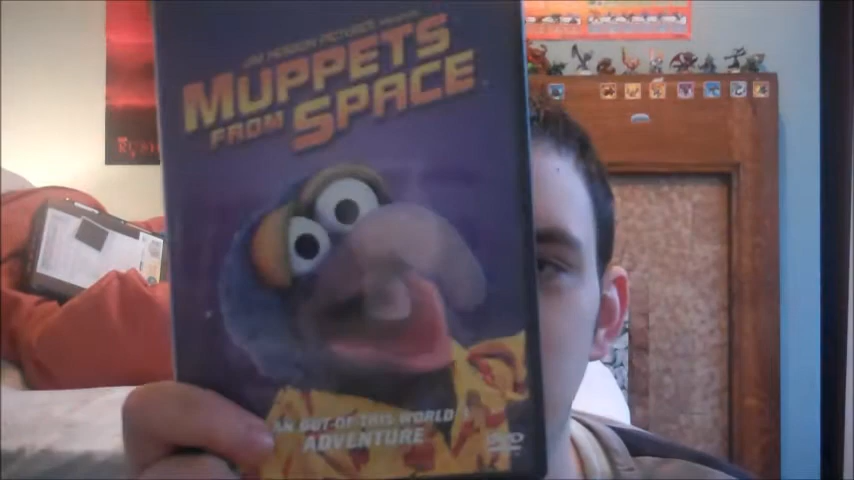 JIM HENSON PICTURES PRESENTS
MUPPETS
FROM SPACE
AN OUT-OF-THIS-WORLD
ADVENTURE
DVD